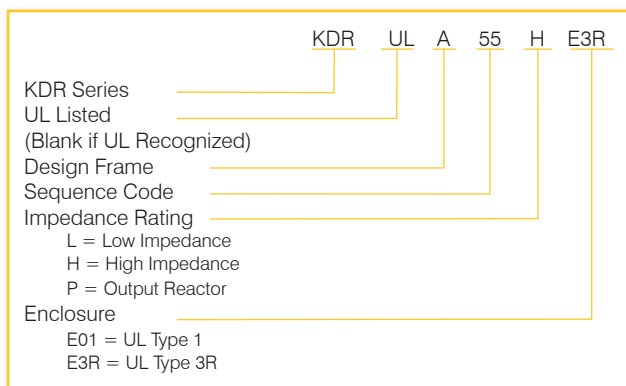 KDR UL A 55 H E3R
KDR Series
UL Listed
(Blank if UL Recognized)
Design Frame
Sequence Code
Impedance Rating
L = Low Impedance
H = High Impedance
P = Output Reactor
Enclosure
E01 = UL Type 1
E3R = UL Type 3R